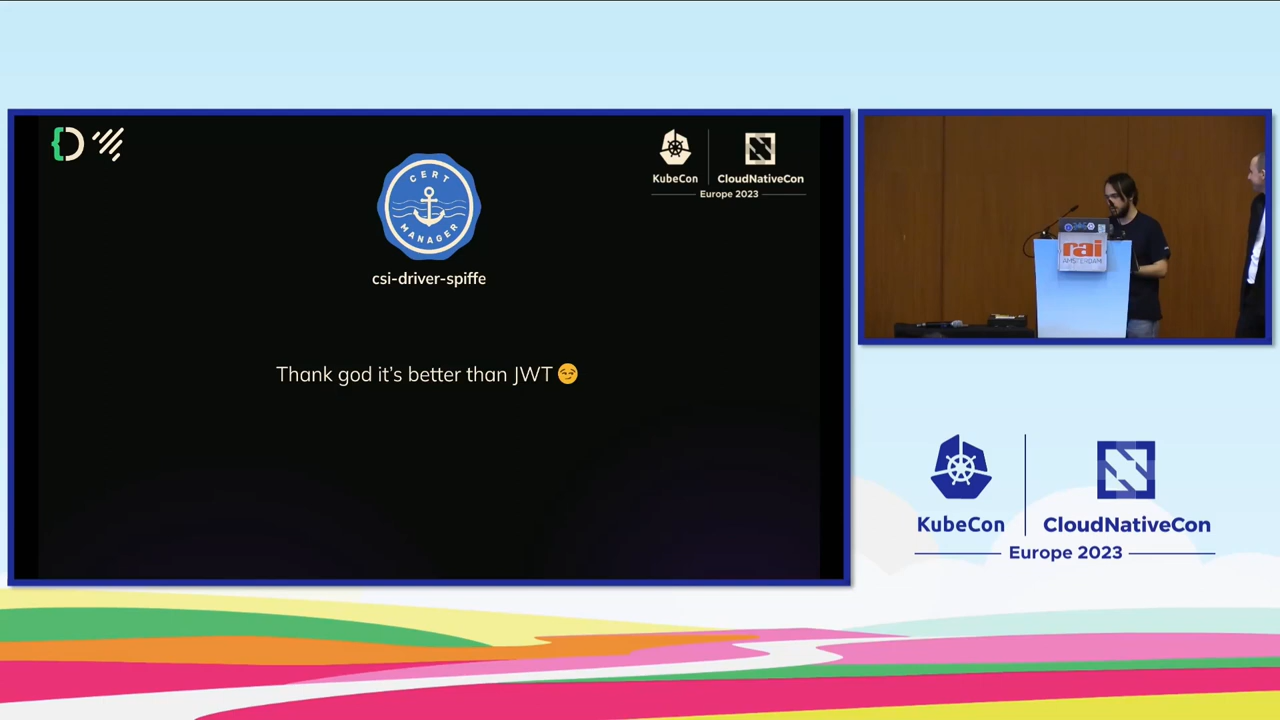 CERT
MANAGER
csi-driver-spiffe
KubeCon
CloudNativeCon
Europe 2023
Thank god it's better than JWT 😏
rai
AMSTERDAM
KubeCon
CloudNativeCon
Europe 2023